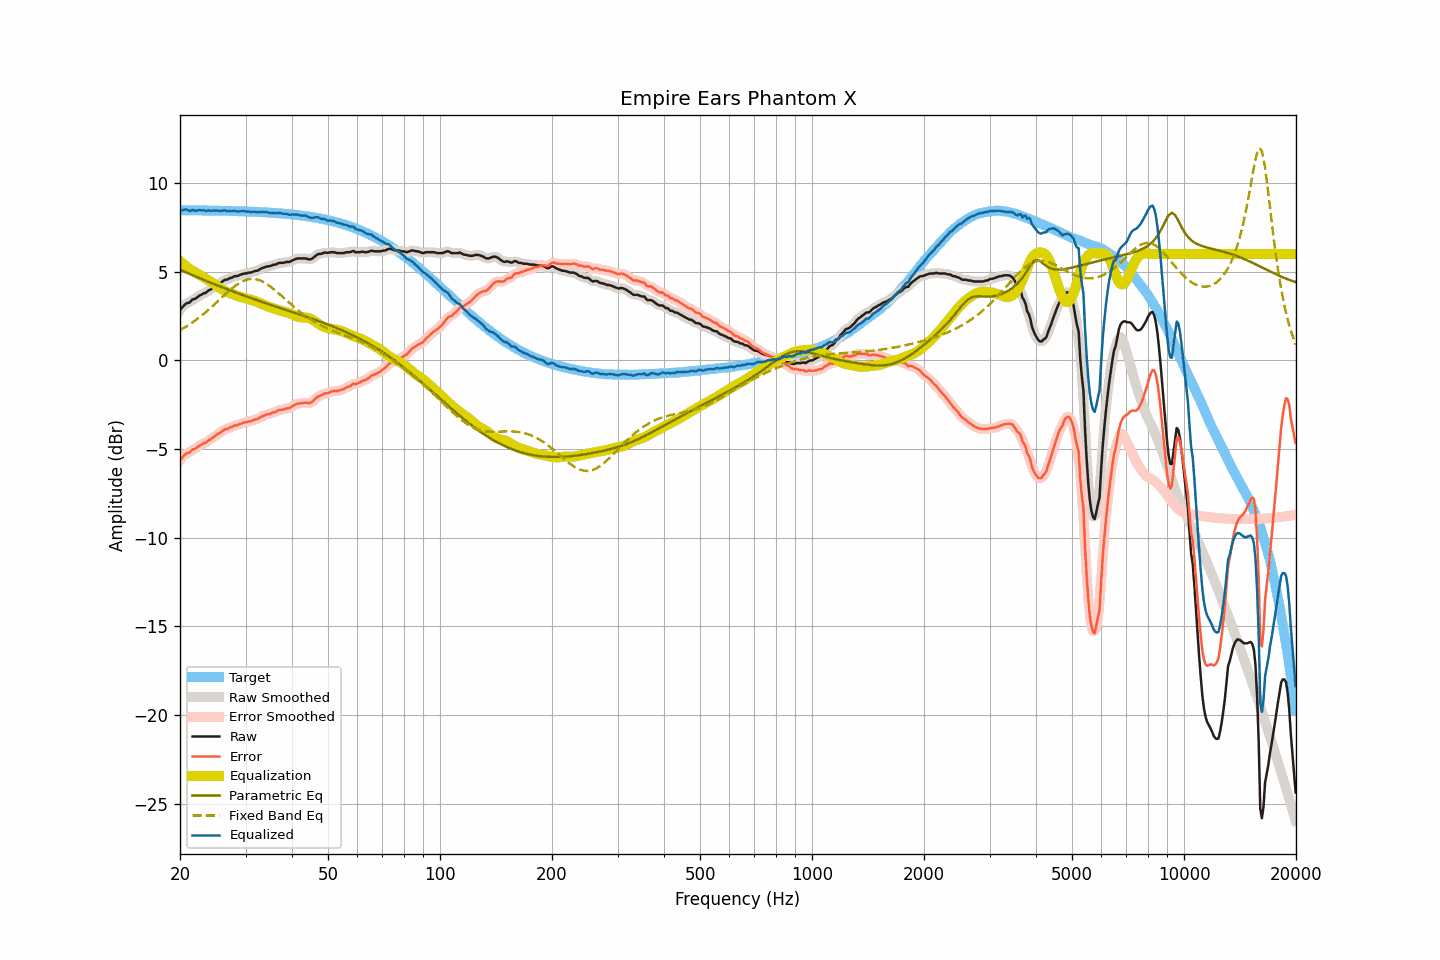 Empire Ears Phantom X
Amplitude (dBr)
10
5
0
−5
−10
−15
−20
−25
Target
Raw Smoothed
Error Smoothed
Raw
Error
Equalization
Parametric Eq
Fixed Band Eq
Equalized
20 50 100 200 500 1000 2000 5000 10000 20000
Frequency (Hz)